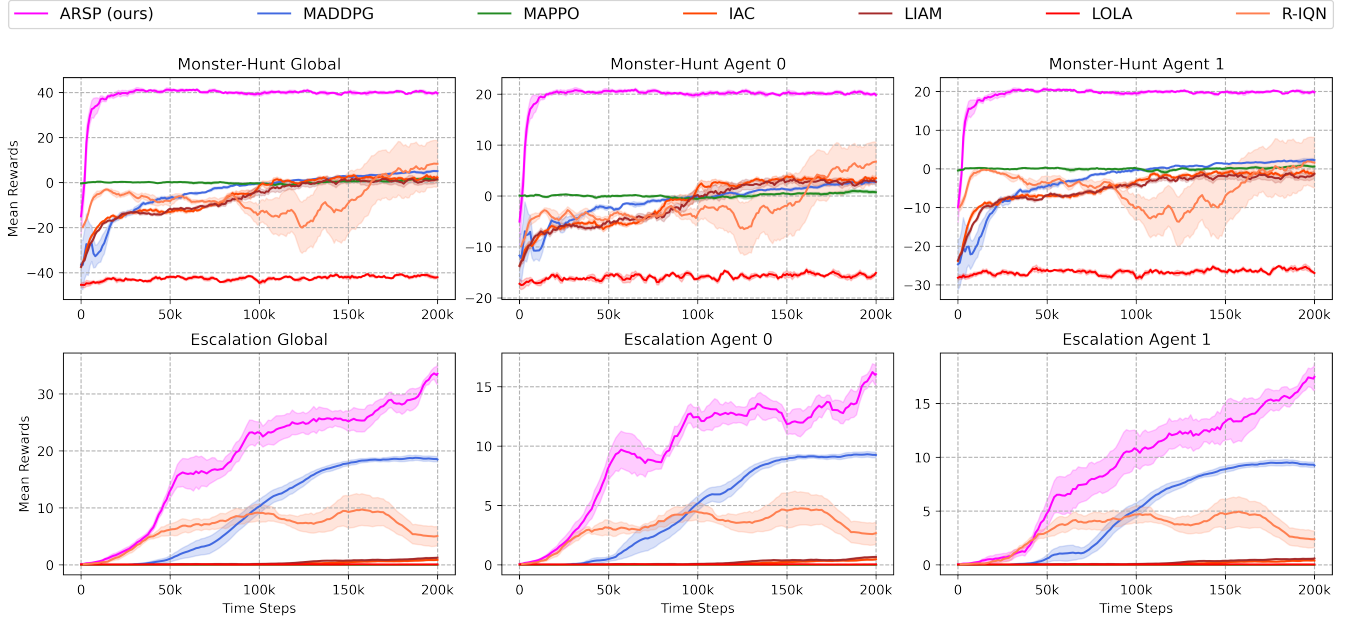 ARSP (ours) MADDPG MAPPO IAC LIAM LOLA R-IQN
Monster-Hunt Global Monster-Hunt Agent 0 Monster-Hunt Agent 1
Mean Rewards
40
20
0
−20
−40
0 50k 100k 150k 200k
20
10
0
−10
−20
0 50k 100k 150k 200k
20
10
0
−10
−20
−30
0 50k 100k 150k 200k
Escalation Global Escalation Agent 0 Escalation Agent 1
Mean Rewards
30
20
10
0
0 50k 100k 150k 200k
Time Steps
15
10
5
0
0 50k 100k 150k 200k
Time Steps
15
10
5
0
0 50k 100k 150k 200k
Time Steps